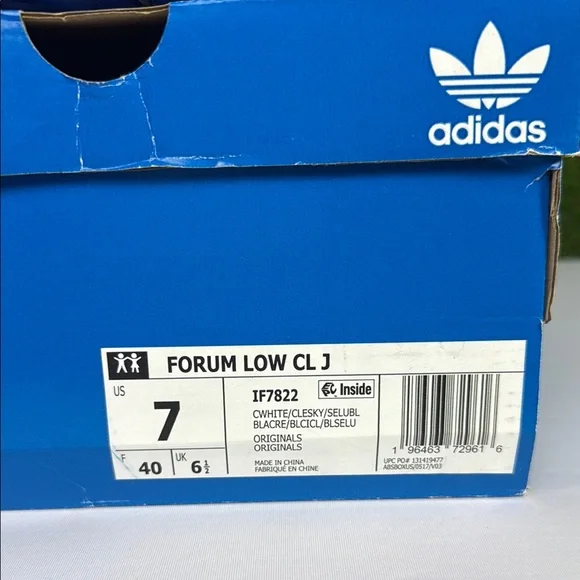 adidas
FORUM LOW CL J
US
7
F 40
UK 6½
IF7822
Inside
CWHITE/CLESKY/SELUBL
BLACRE/BLCICL/BLSELU
ORIGINALS
ORIGINALS
MADE IN CHINA
FABRIQUÉ EN CHINE
1 96463 72961 6
UPC PO# 131419477
ABSBOXUS/0517/V03